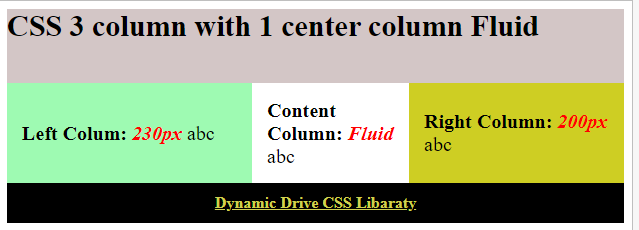 CSS 3 column with 1 center column Fluid
Left Colum: 230px abc
Content
Column: Fluid
abc
Right Column: 200px
abc
Dynamic Drive CSS Libaraty